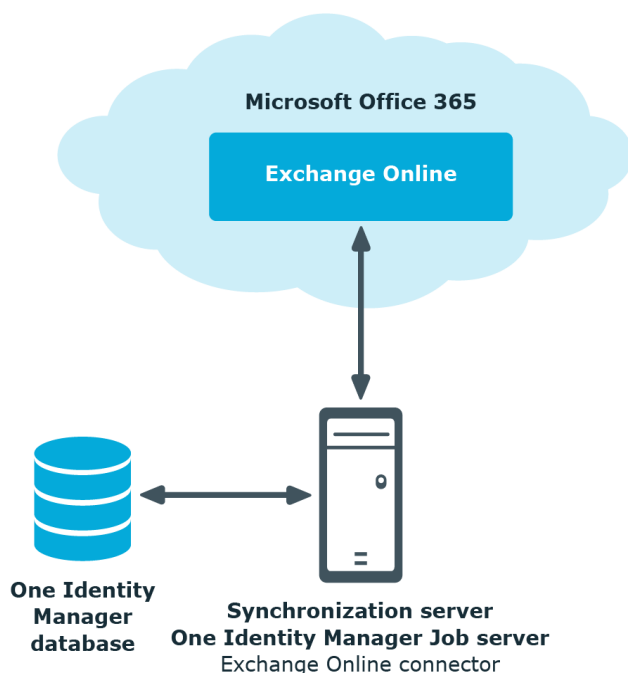 Microsoft Office 365
Exchange Online
One Identity
Manager
database
Synchronization server
One Identity Manager Job server
Exchange Online connector